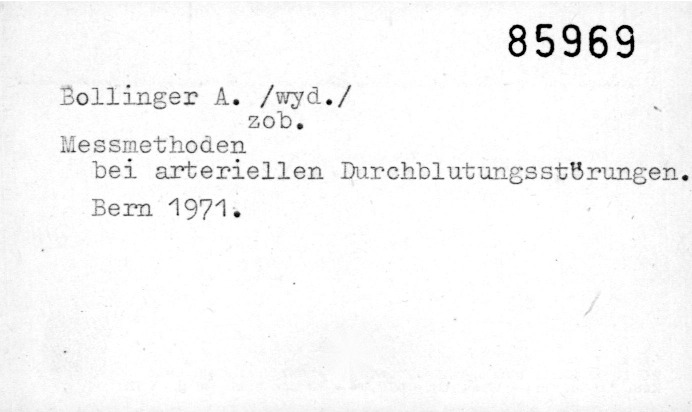 85969
Bollinger A. /wyd./
zob.
Messmethoden
bei arteriellen Durchblutungsstörungen.
Bern 1971.